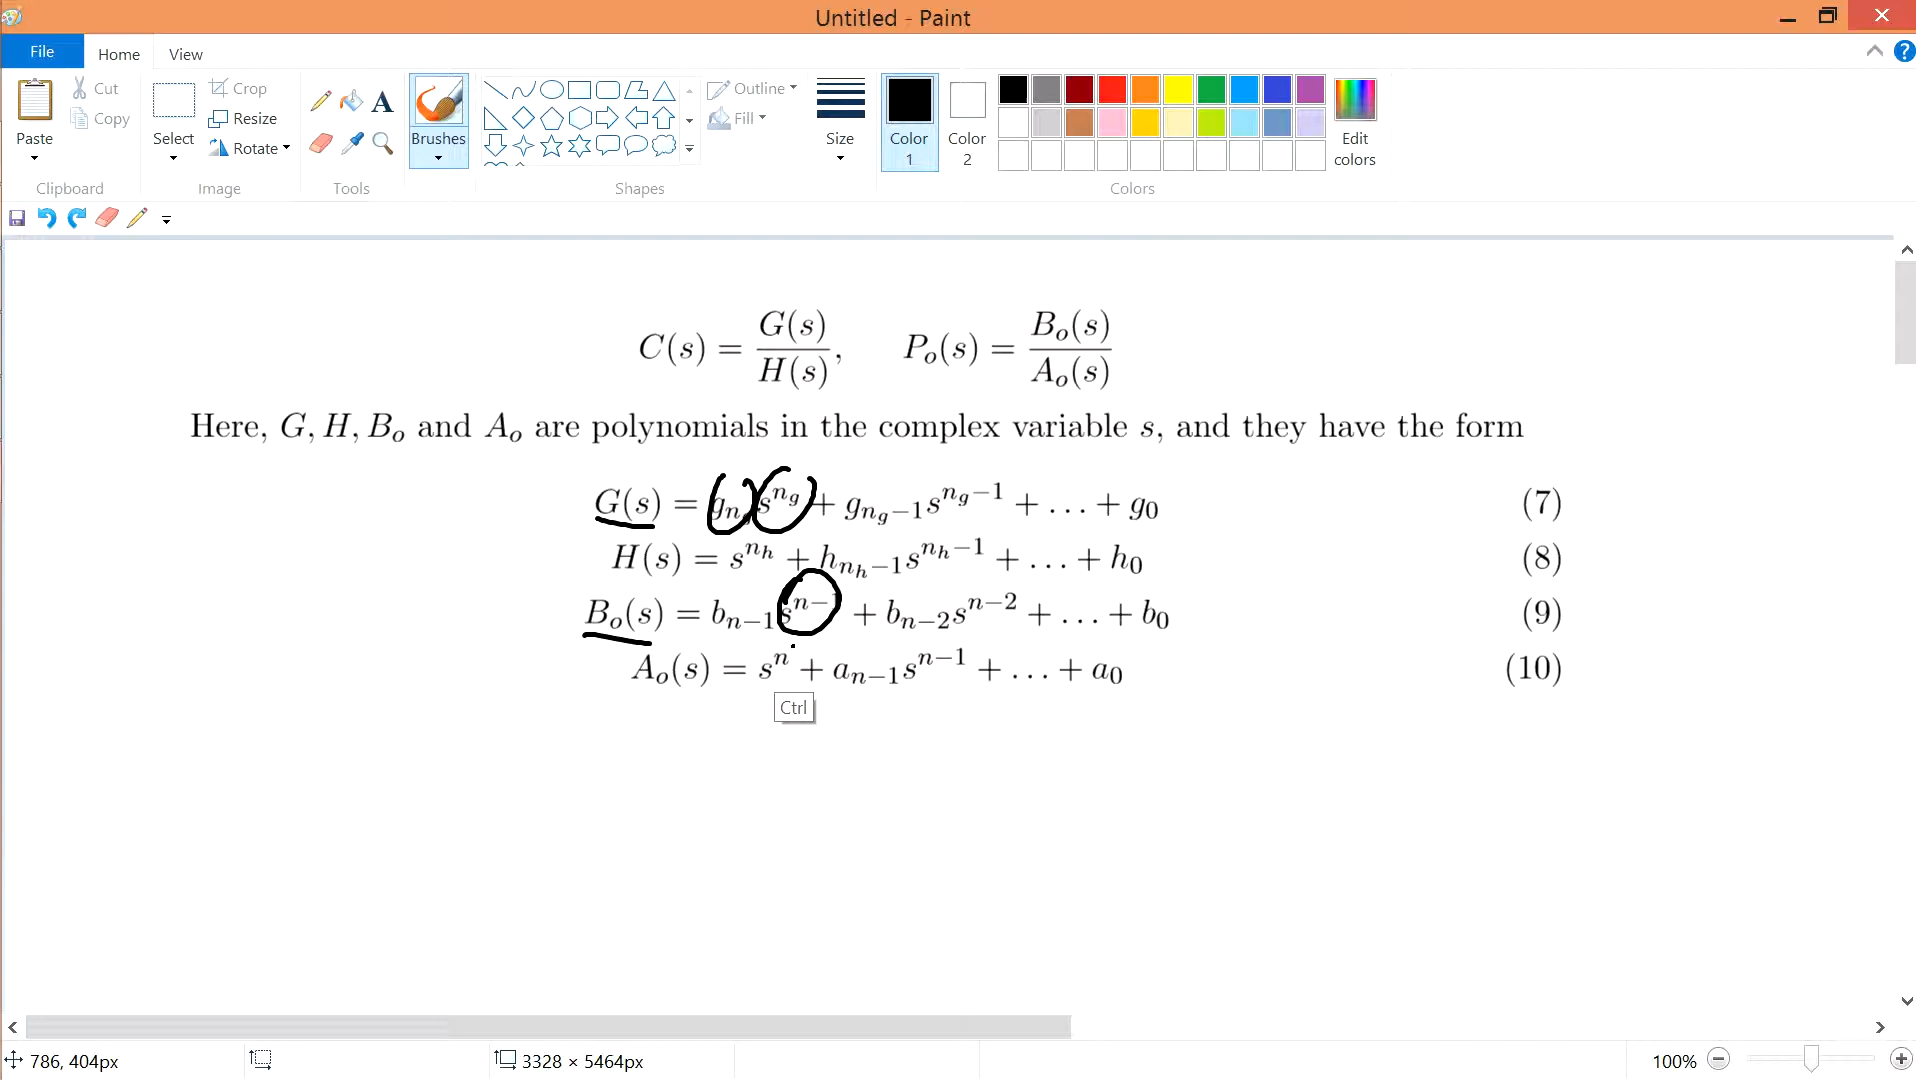 Untitled - Paint
File Home View
Paste Cut Copy Clipboard
Select Crop Resize Rotate Image
Tools
Brushes
Shapes Outline Fill
Size
Color 1 Color 2 Edit colors Colors
C(s) = G(s)/H(s), P_o(s) = B_o(s)/A_o(s)
Here, G, H, B_o and A_o are polynomials in the complex variable s, and they have the form
G(s) = g_n s^{n_g} + g_{n_g−1}s^{n_g−1} + … + g_0 (7)
H(s) = s^{n_h} + h_{n_h−1}s^{n_h−1} + … + h_0 (8)
B_o(s) = b_{n−1}s^{n−} + b_{n−2}s^{n−2} + … + b_0 (9)
A_o(s) = s^n + a_{n−1}s^{n−1} + … + a_0 (10)
Ctrl
786, 404px 3328 × 5464px 100%